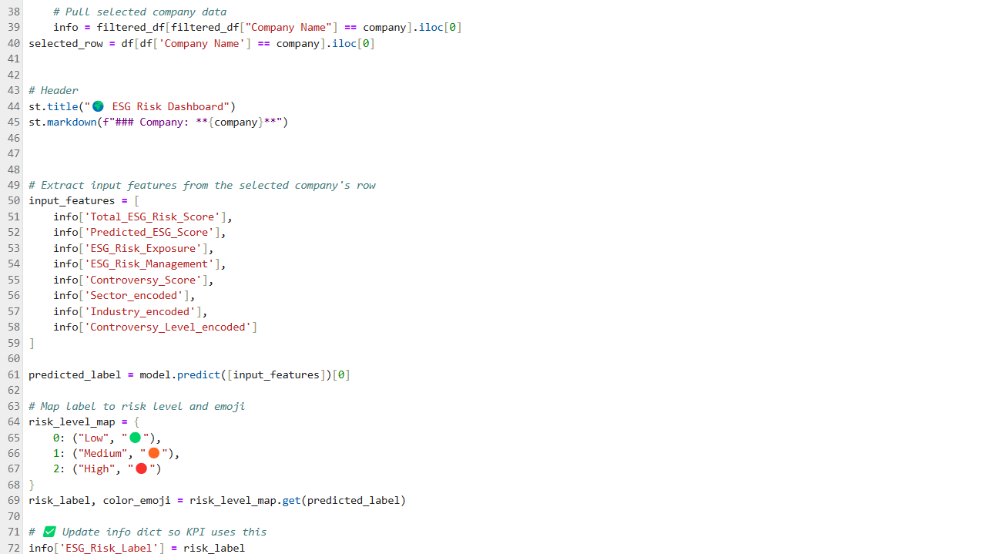 38     # Pull selected company data
39     info = filtered_df[filtered_df["Company Name"] == company].iloc[0]
40 selected_row = df[df['Company Name'] == company].iloc[0]
41
42
43 # Header
44 st.title("🌍 ESG Risk Dashboard")
45 st.markdown(f"### Company: **{company}**")
46
47
48
49 # Extract input features from the selected company's row
50 input_features = [
51     info['Total_ESG_Risk_Score'],
52     info['Predicted_ESG_Score'],
53     info['ESG_Risk_Exposure'],
54     info['ESG_Risk_Management'],
55     info['Controversy_Score'],
56     info['Sector_encoded'],
57     info['Industry_encoded'],
58     info['Controversy_Level_encoded']
59 ]
60
61 predicted_label = model.predict([input_features])[0]
62
63 # Map label to risk level and emoji
64 risk_level_map = {
65     0: ("Low", "🟢"),
66     1: ("Medium", "🟠"),
67     2: ("High", "🔴")
68 }
69 risk_label, color_emoji = risk_level_map.get(predicted_label)
70
71 # ✅ Update info dict so KPI uses this
72 info['ESG_Risk_Label'] = risk_label